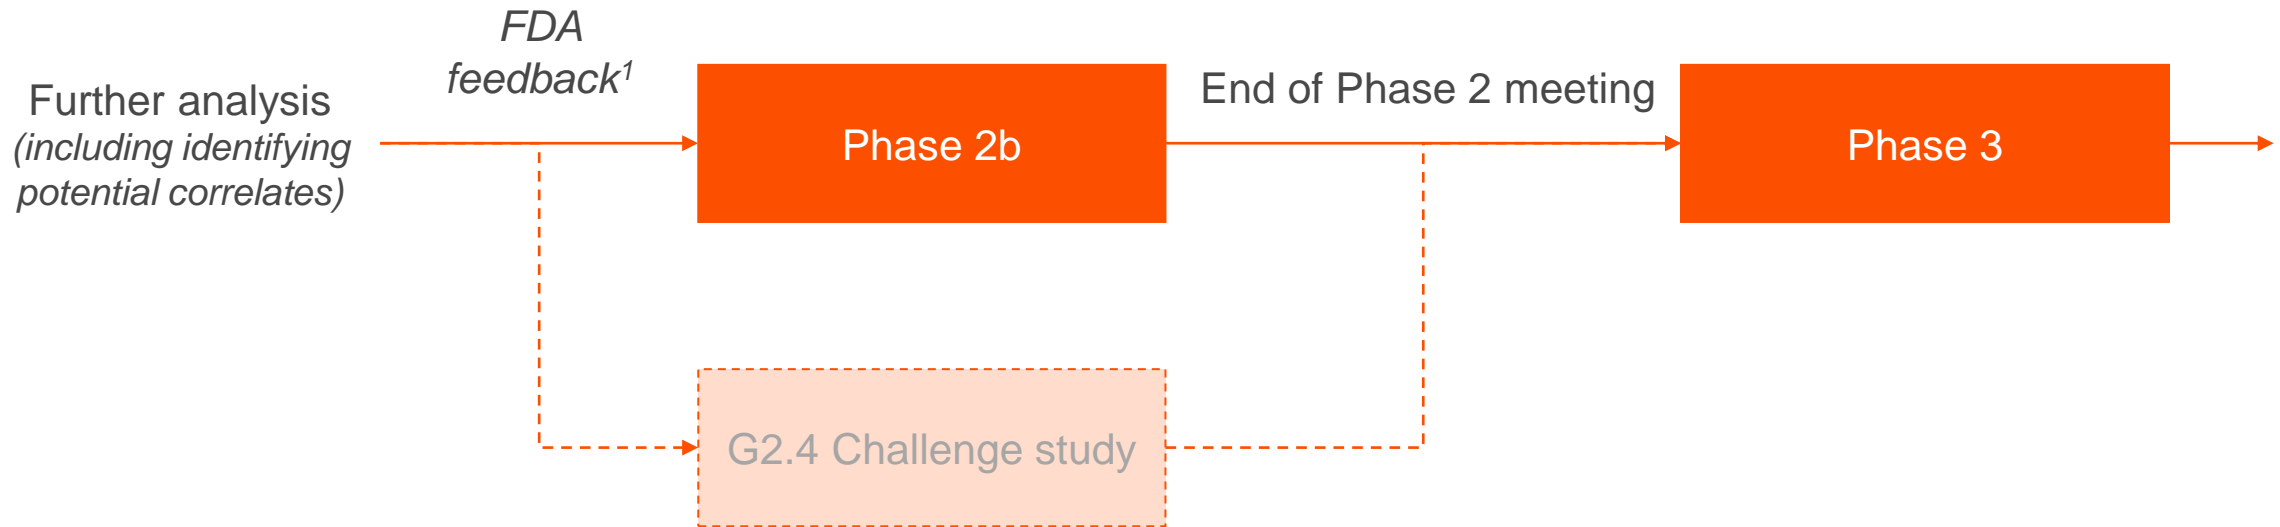 FDA
feedback1
Further analysis
(including identifying
potential correlates)
Phase 2b
End of Phase 2 meeting
Phase 3
G2.4 Challenge study